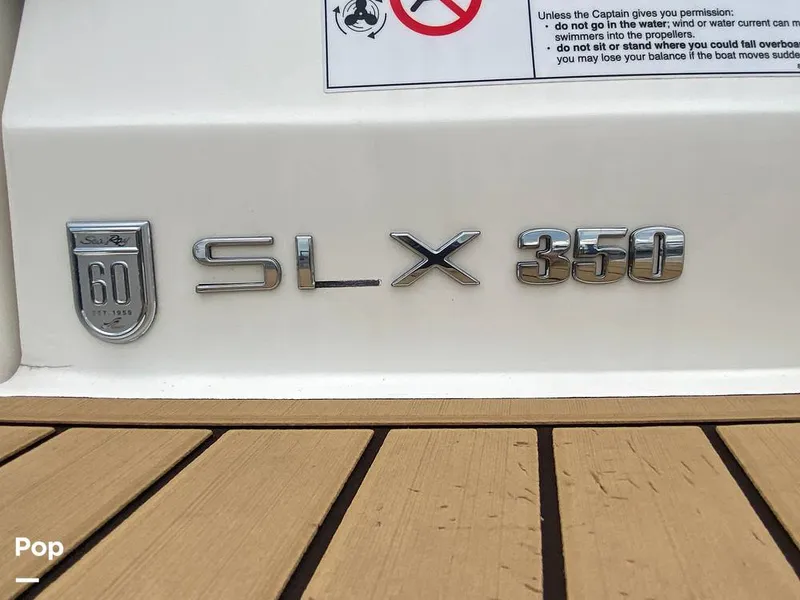 Unless the Captain gives you permission:
• do not go in the water; wind or water current can m
swimmers into the propellers.
• do not sit or stand where you could fall overboa
you may lose your balance if the boat moves sudde
Sea Ray
60
EST. 1959
SLX 350
Pop